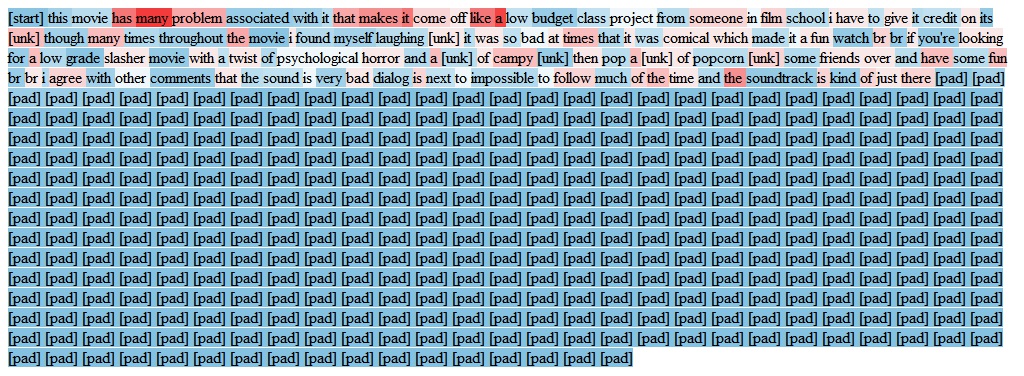 [start] this movie has many problem associated with it that makes it come off like a low budget class project from someone in film school i have to give it credit on its
[unk] though many times throughout the movie i found myself laughing [unk] it was so bad at times that it was comical which made it a fun watch br br if you're looking
for a low grade slasher movie with a twist of psychological horror and a [unk] of campy [unk] then pop a [unk] of popcorn [unk] some friends over and have some fun
br br i agree with other comments that the sound is very bad dialog is next to impossible to follow much of the time and the soundtrack is kind of just there [pad] [pad]
[pad] [pad] [pad] [pad] [pad] [pad] [pad] [pad] [pad] [pad] [pad] [pad] [pad] [pad] [pad] [pad] [pad] [pad] [pad] [pad] [pad] [pad] [pad] [pad] [pad] [pad] [pad]
[pad] [pad] [pad] [pad] [pad] [pad] [pad] [pad] [pad] [pad] [pad] [pad] [pad] [pad] [pad] [pad] [pad] [pad] [pad] [pad] [pad] [pad] [pad] [pad] [pad] [pad] [pad]
[pad] [pad] [pad] [pad] [pad] [pad] [pad] [pad] [pad] [pad] [pad] [pad] [pad] [pad] [pad] [pad] [pad] [pad] [pad] [pad] [pad] [pad] [pad] [pad] [pad] [pad] [pad]
[pad] [pad] [pad] [pad] [pad] [pad] [pad] [pad] [pad] [pad] [pad] [pad] [pad] [pad] [pad] [pad] [pad] [pad] [pad] [pad] [pad] [pad] [pad] [pad] [pad] [pad] [pad]
[pad] [pad] [pad] [pad] [pad] [pad] [pad] [pad] [pad] [pad] [pad] [pad] [pad] [pad] [pad] [pad] [pad] [pad] [pad] [pad] [pad] [pad] [pad] [pad] [pad] [pad] [pad]
[pad] [pad] [pad] [pad] [pad] [pad] [pad] [pad] [pad] [pad] [pad] [pad] [pad] [pad] [pad] [pad] [pad] [pad] [pad] [pad] [pad] [pad] [pad] [pad] [pad] [pad] [pad]
[pad] [pad] [pad] [pad] [pad] [pad] [pad] [pad] [pad] [pad] [pad] [pad] [pad] [pad] [pad] [pad] [pad] [pad] [pad] [pad] [pad] [pad] [pad] [pad] [pad] [pad] [pad]
[pad] [pad] [pad] [pad] [pad] [pad] [pad] [pad] [pad] [pad] [pad] [pad] [pad] [pad] [pad] [pad] [pad] [pad] [pad] [pad] [pad] [pad] [pad] [pad] [pad] [pad] [pad]
[pad] [pad] [pad] [pad] [pad] [pad] [pad] [pad] [pad] [pad] [pad] [pad] [pad] [pad] [pad] [pad] [pad] [pad] [pad] [pad] [pad] [pad] [pad] [pad] [pad] [pad] [pad]
[pad] [pad] [pad] [pad] [pad] [pad] [pad] [pad] [pad] [pad] [pad] [pad] [pad] [pad] [pad] [pad] [pad] [pad] [pad] [pad] [pad] [pad] [pad] [pad] [pad] [pad] [pad]
[pad] [pad] [pad] [pad] [pad] [pad] [pad] [pad] [pad] [pad] [pad] [pad] [pad] [pad] [pad] [pad] [pad] [pad] [pad] [pad] [pad] [pad] [pad] [pad] [pad] [pad] [pad]
[pad] [pad] [pad] [pad] [pad] [pad] [pad] [pad] [pad] [pad] [pad] [pad] [pad] [pad] [pad] [pad] [pad] [pad] [pad] [pad] [pad] [pad] [pad] [pad] [pad] [pad] [pad]
[pad] [pad] [pad] [pad] [pad] [pad] [pad] [pad] [pad] [pad] [pad] [pad] [pad] [pad] [pad] [pad] [pad] [pad] [pad] [pad] [pad] [pad] [pad] [pad] [pad] [pad] [pad]
[pad] [pad] [pad] [pad] [pad] [pad] [pad] [pad] [pad] [pad] [pad] [pad] [pad] [pad] [pad] [pad] [pad]